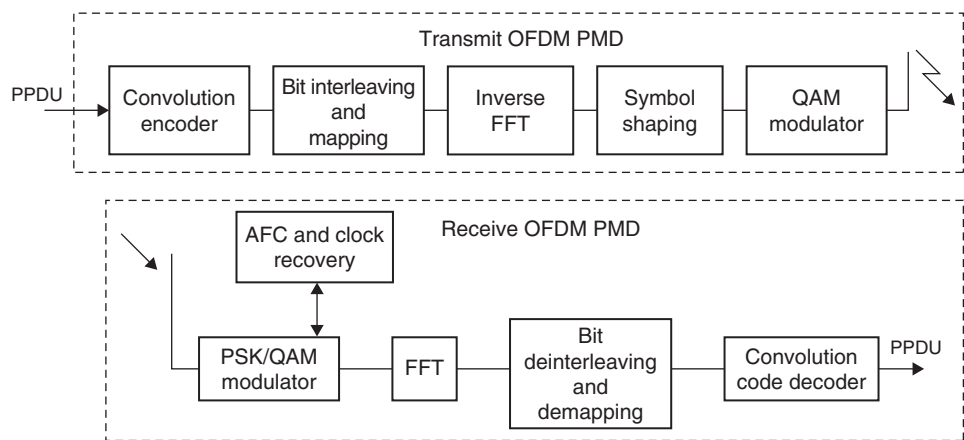 Transmit OFDM PMD
PPDU
Convolution
encoder
Bit interleaving
and
mapping
Inverse
FFT
Symbol
shaping
QAM
modulator
Receive OFDM PMD
AFC and clock
recovery
PSK/QAM
modulator
FFT
Bit
deinterleaving
and
demapping
Convolution
code decoder
PPDU